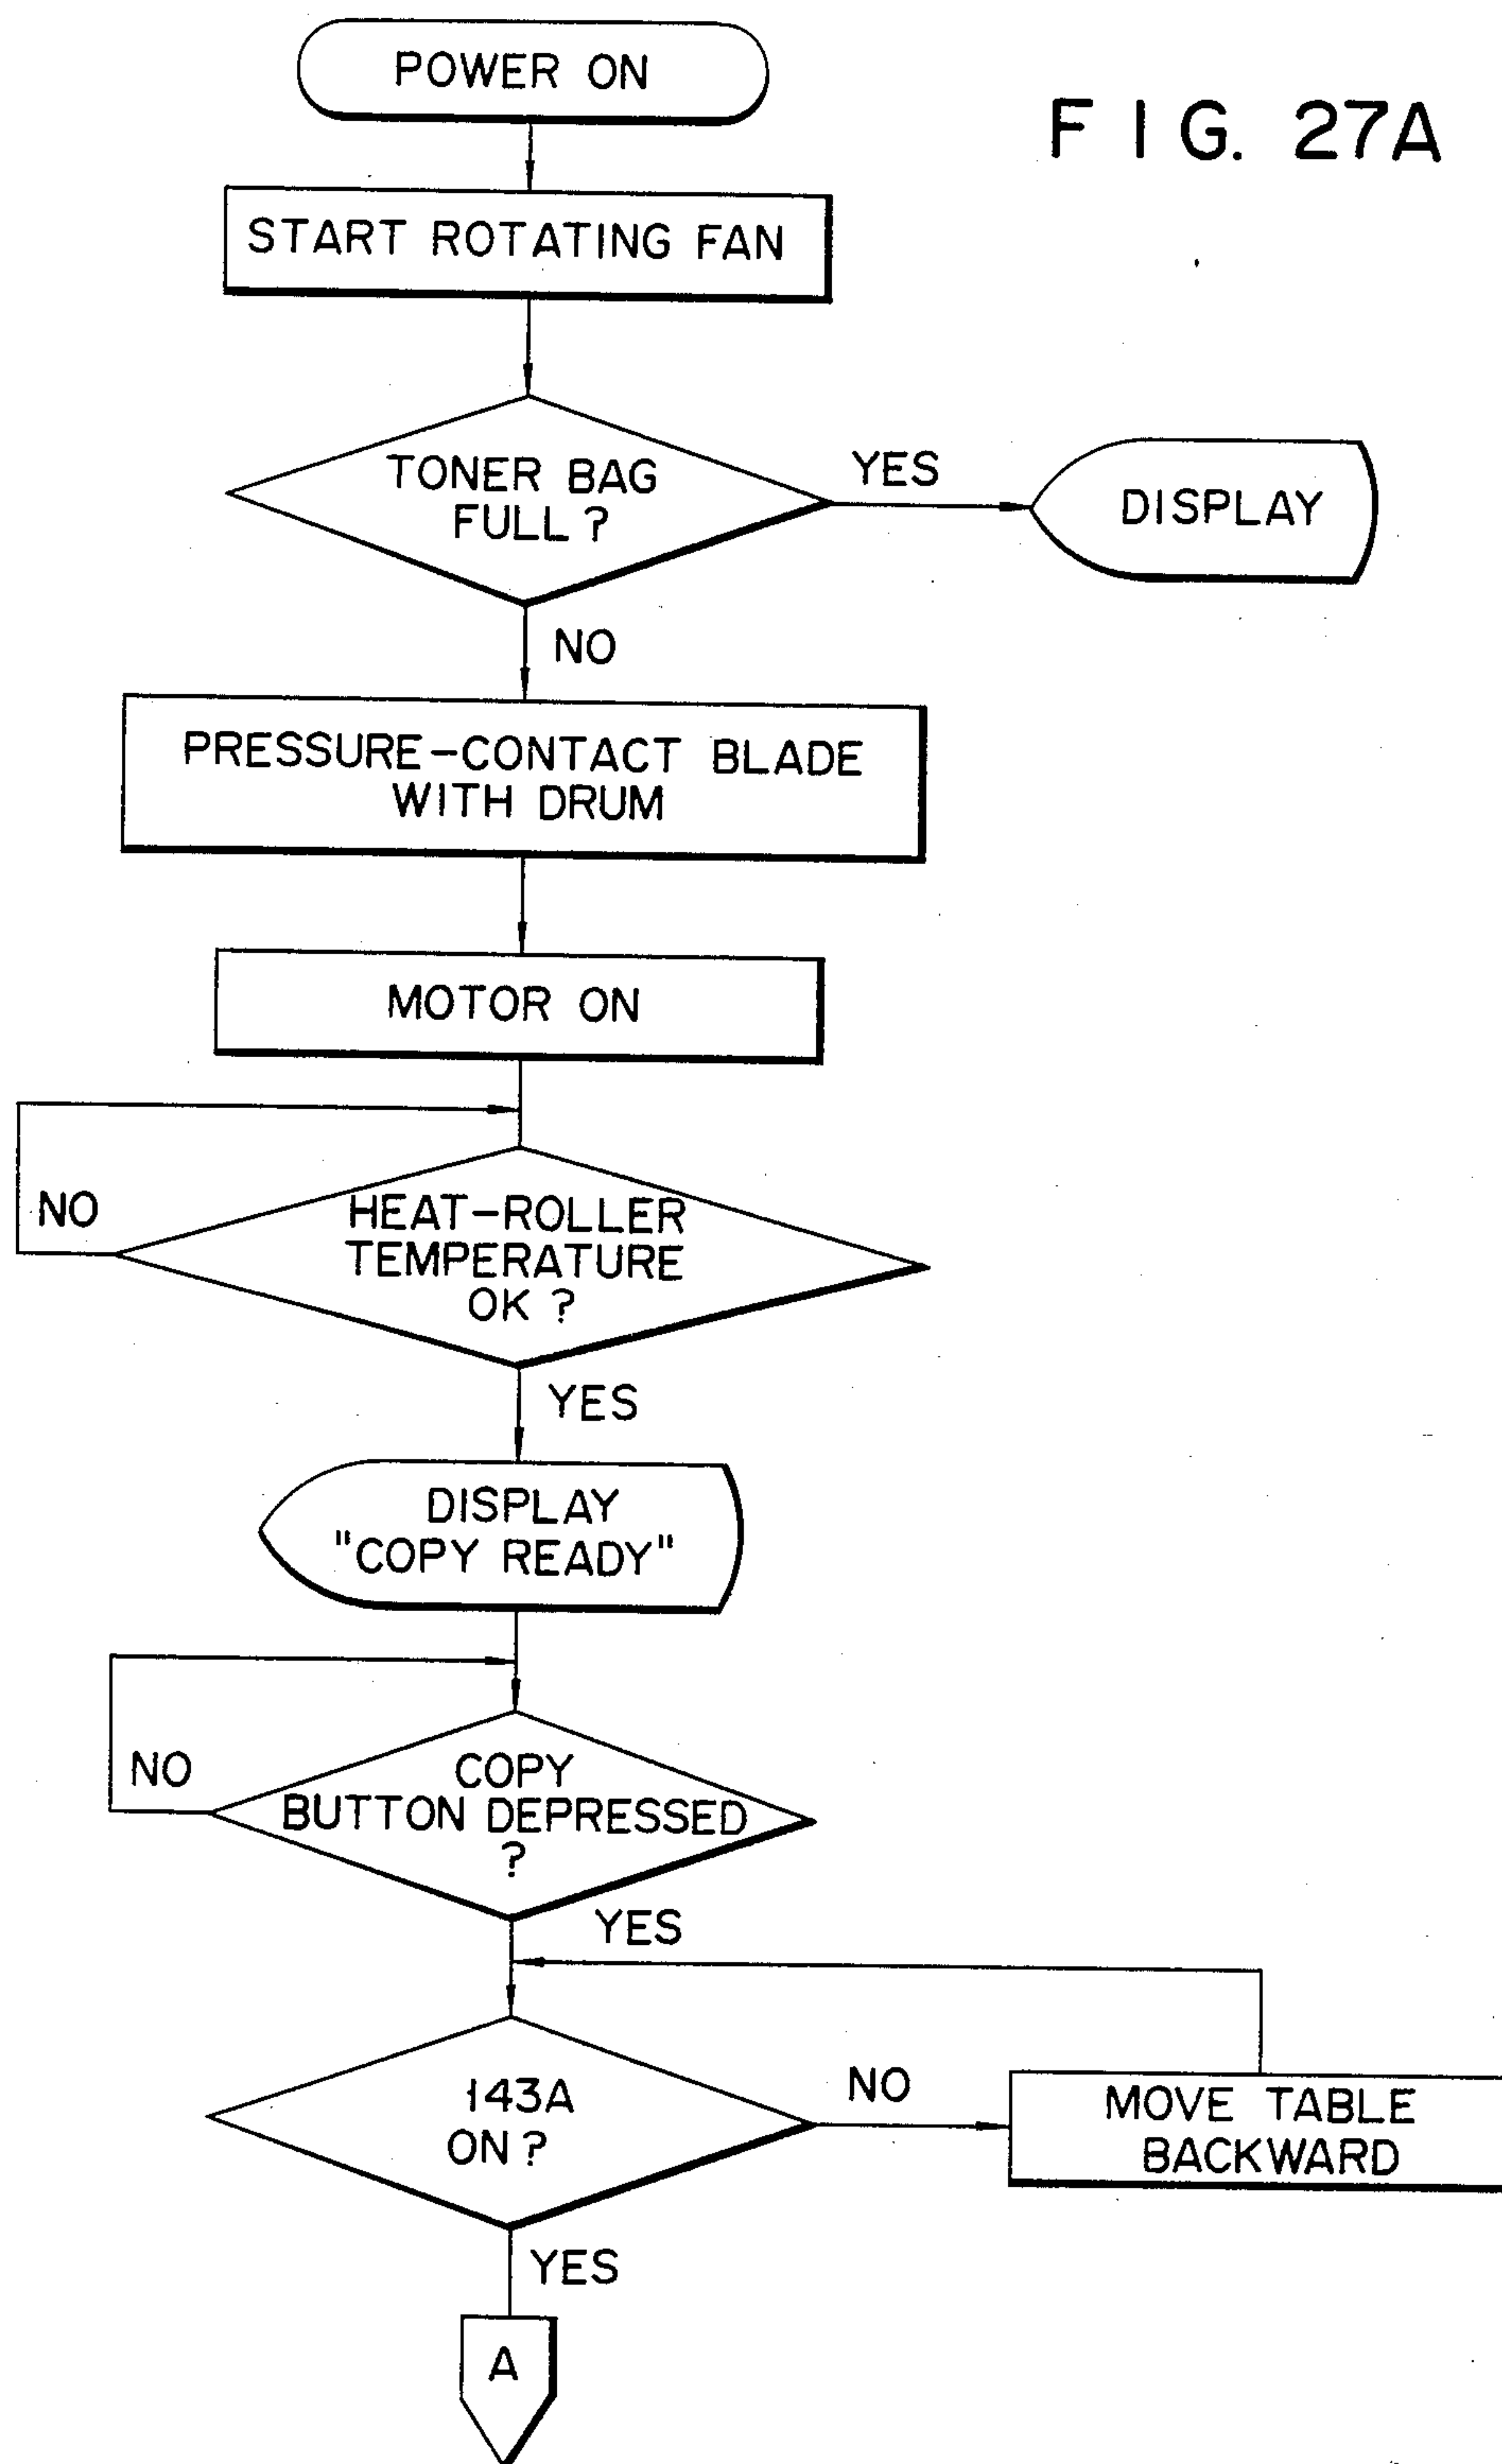 POWER ON
F I G. 27A
START ROTATING FAN
TONER BAG
FULL ?
YES
DISPLAY
NO
PRESSURE-CONTACT BLADE
WITH DRUM
MOTOR ON
NO
HEAT-ROLLER
TEMPERATURE
OK ?
YES
DISPLAY
"COPY READY"
NO
COPY
BUTTON DEPRESSED
?
YES
143A
ON ?
NO
MOVE TABLE
BACKWARD
YES
A